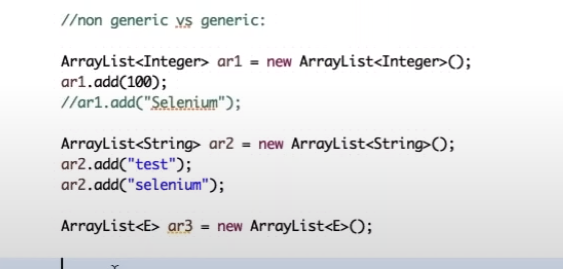 //non generic vs generic:
ArrayList<Integer> ar1 = new ArrayList<Integer>();
ar1.add(100);
//ar1.add("Selenium");
ArrayList<String> ar2 = new ArrayList<String>();
ar2.add("test");
ar2.add("selenium");
ArrayList<E> ar3 = new ArrayList<E>();